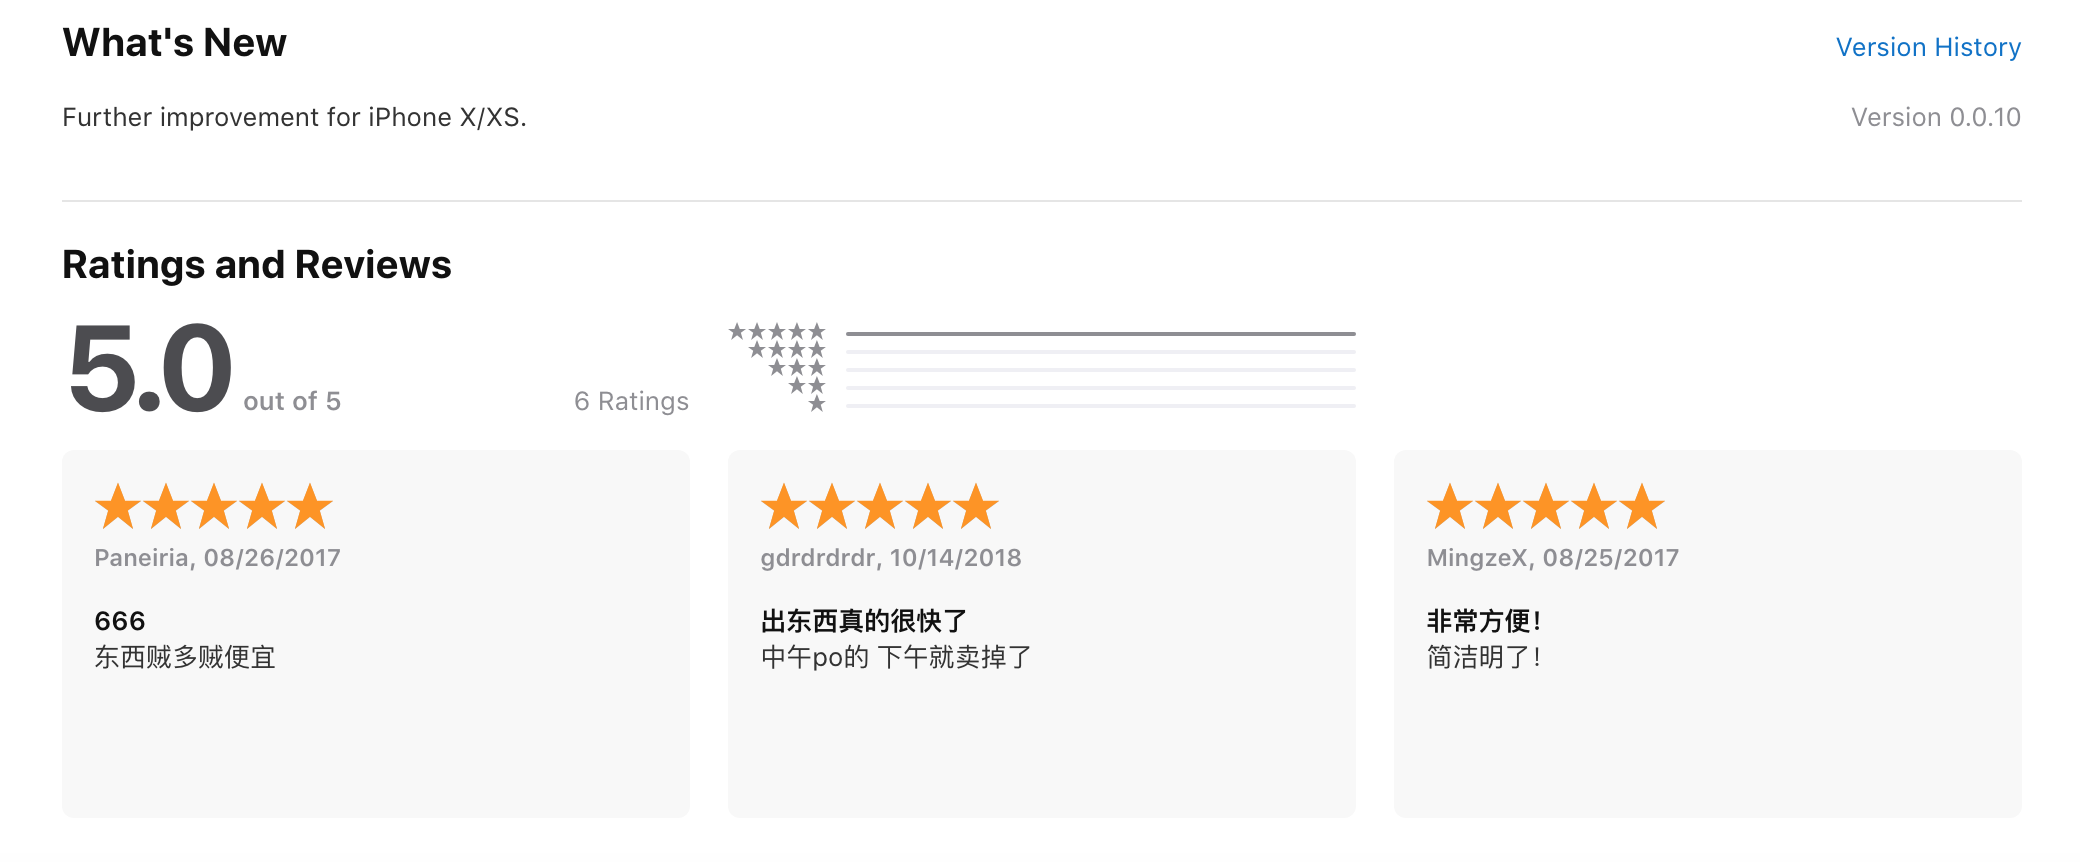 What's New
Version History
Further improvement for iPhone X/XS.
Version 0.0.10
Ratings and Reviews
5.0 out of 5
6 Ratings
Paneiria, 08/26/2017
666
东西贼多贼便宜
gdrdrdrdr, 10/14/2018
出东西真的很快了
中午po的 下午就卖掉了
MingzeX, 08/25/2017
非常方便！
简洁明了！